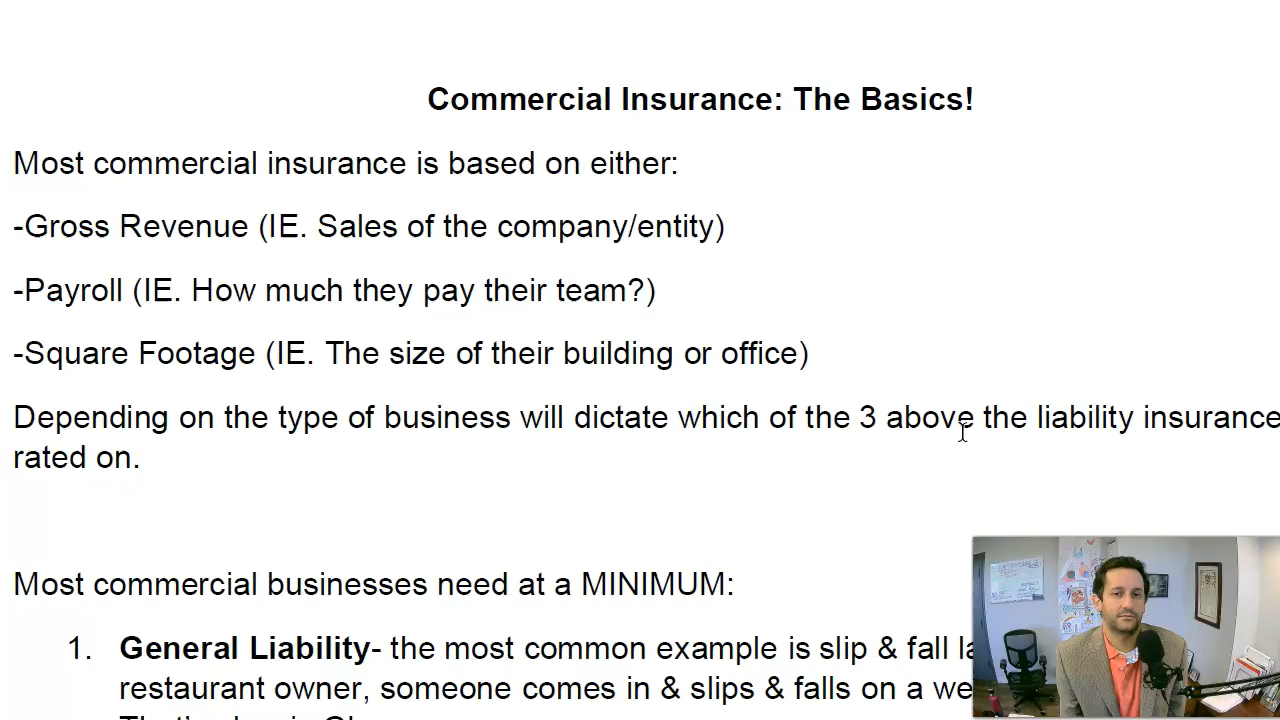 Commercial Insurance: The Basics!
Most commercial insurance is based on either:
-Gross Revenue (IE. Sales of the company/entity)
-Payroll (IE. How much they pay their team?)
-Square Footage (IE. The size of their building or office)
Depending on the type of business will dictate which of the 3 above the liability insurance
rated on.
Most commercial businesses need at a MINIMUM:
1. General Liability- the most common example is slip & fall
restaurant owner, someone comes in & slips & falls on a